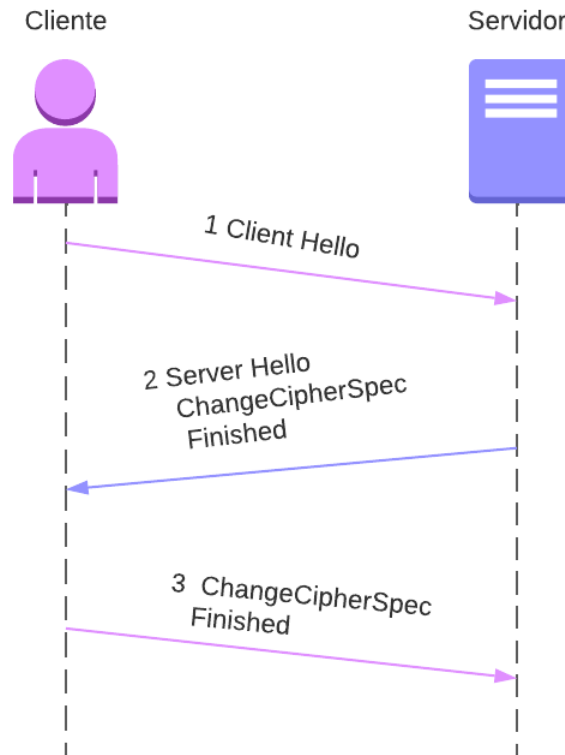 Cliente
Servidor
1 Client Hello
2 Server Hello
ChangeCipherSpec
Finished
3 ChangeCipherSpec
Finished